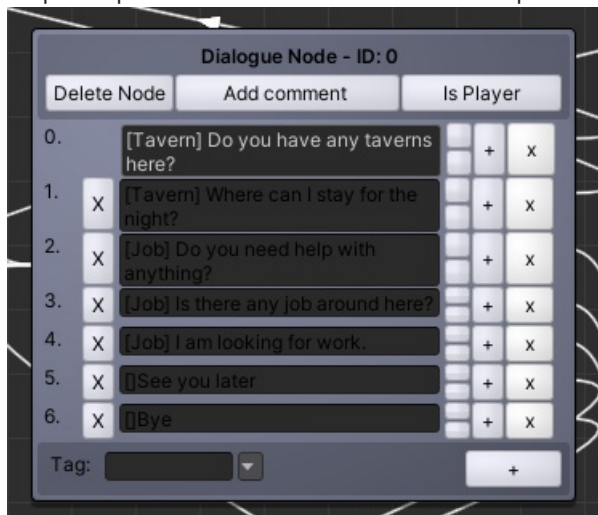 Dialogue Node - ID: 0
Delete Node Add comment Is Player
0. [Tavern] Do you have any taverns
here? + x
1. X [Tavern] Where can I stay for the
night? + x
2. X [Job] Do you need help with
anything? + x
3. X [Job] Is there any job around here? + x
4. X [Job] I am looking for work. + x
5. X []See you later + x
6. X []Bye + x
Tag: +